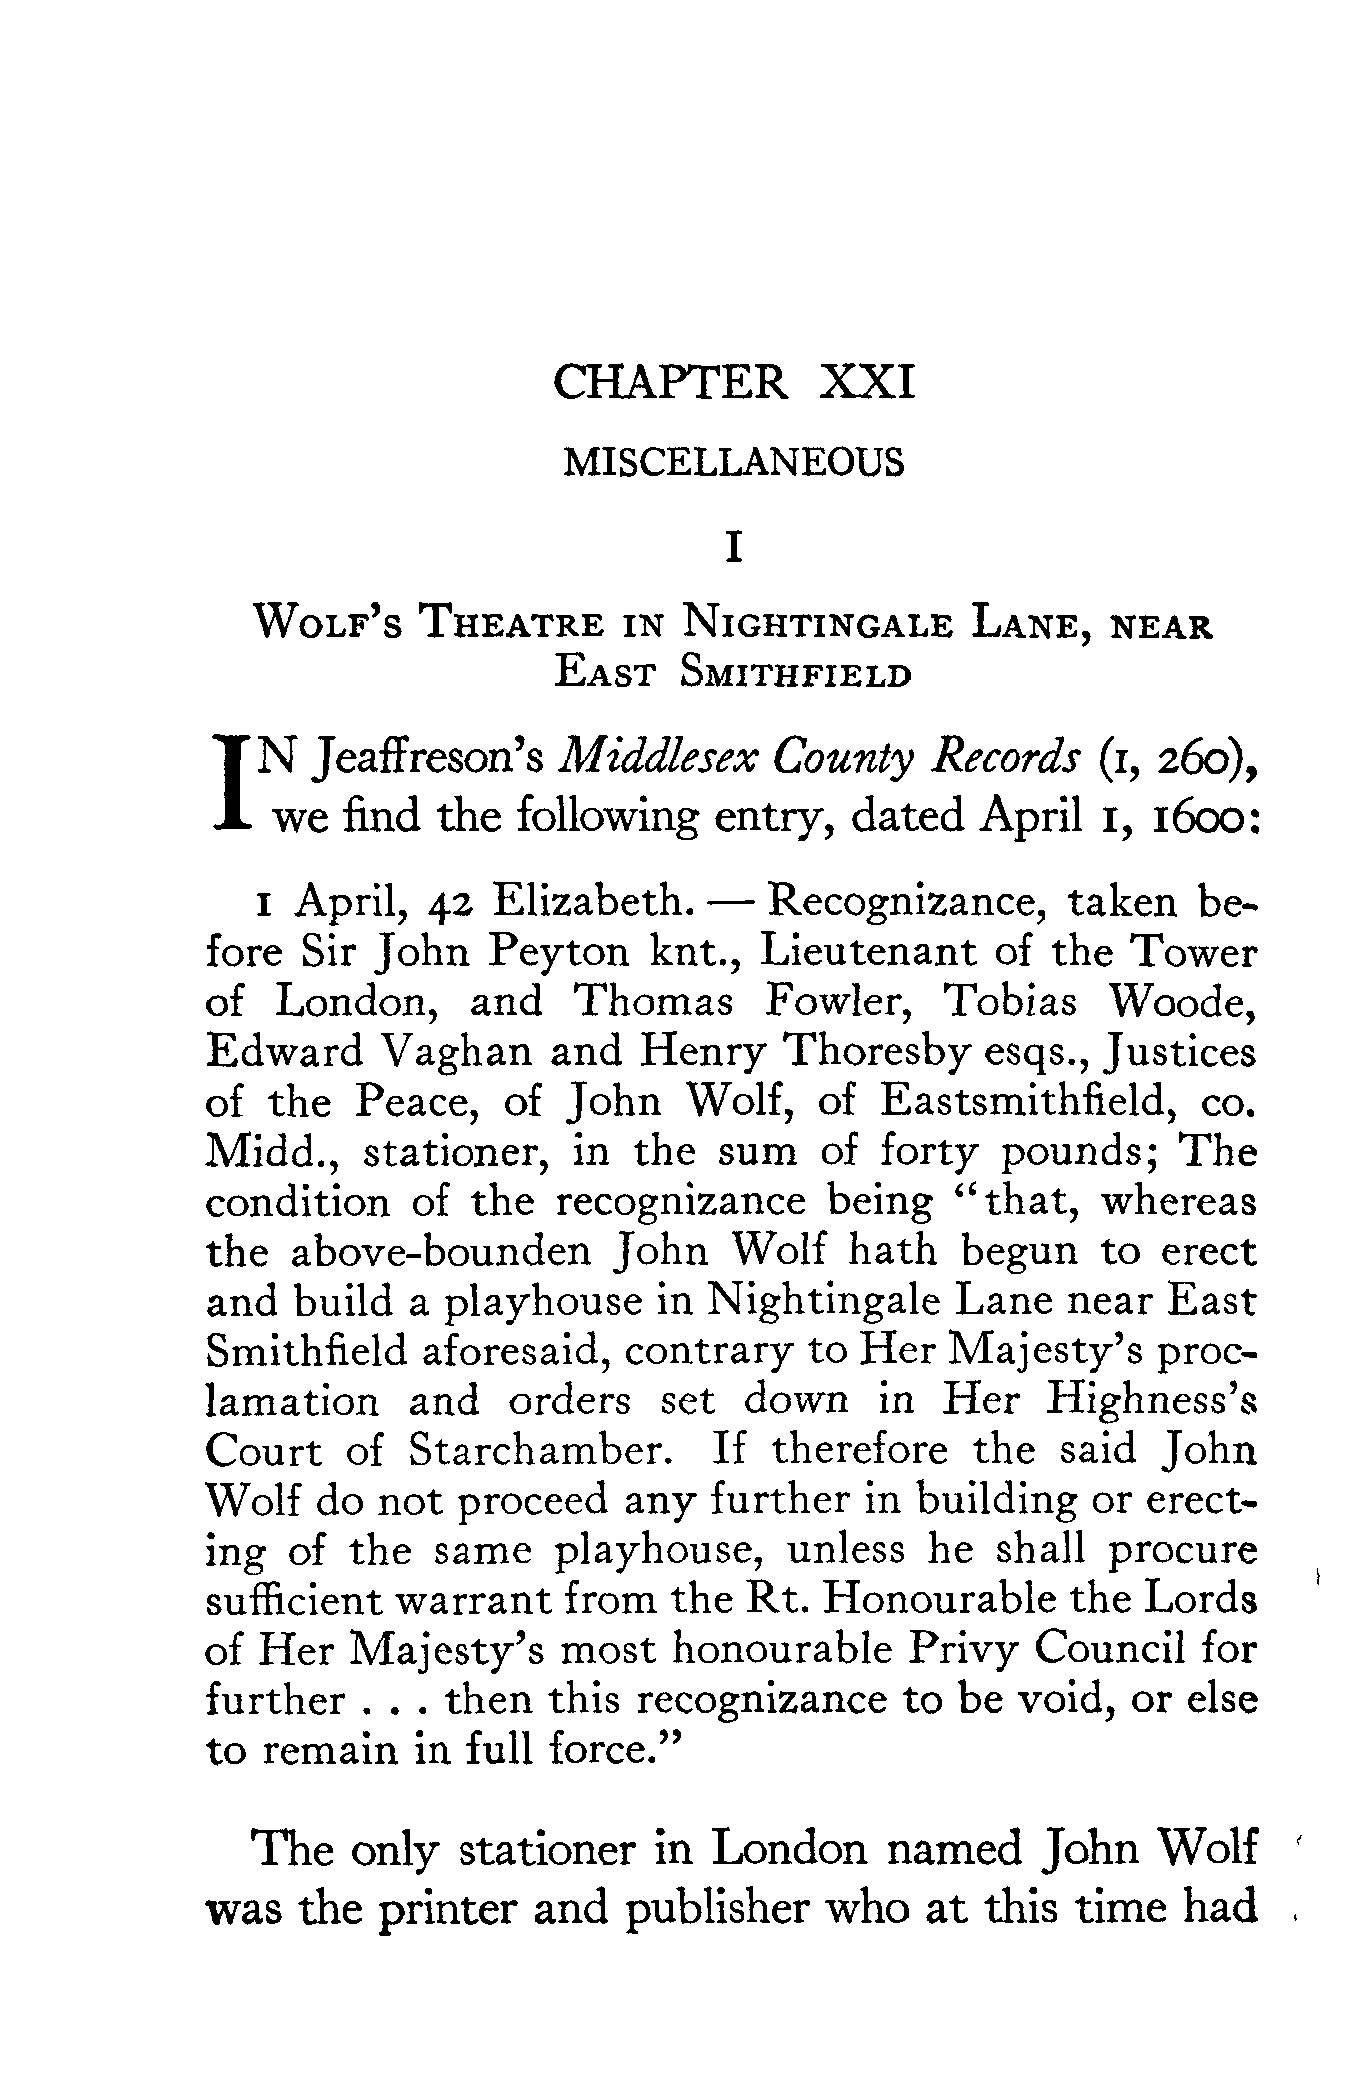 CHAPTER XXI
MISCELLANEOUS
I
Wolf's Theatre in Nightingale Lane, near
East Smithfield
IN Jeaffreson's Middlesex County Records (1, 260),
we find the following entry, dated April 1, 1600:
1 April, 42 Elizabeth. — Recognizance, taken be-
fore Sir John Peyton knt., Lieutenant of the Tower
of London, and Thomas Fowler, Tobias Woode,
Edward Vaghan and Henry Thoresby esqs., Justices
of the Peace, of John Wolf, of Eastsmithfield, co.
Midd., stationer, in the sum of forty pounds; The
condition of the recognizance being "that, whereas
the above-bounden John Wolf hath begun to erect
and build a playhouse in Nightingale Lane near East
Smithfield aforesaid, contrary to Her Majesty's proc-
lamation and orders set down in Her Highness's
Court of Starchamber. If therefore the said John
Wolf do not proceed any further in building or erect-
ing of the same playhouse, unless he shall procure
sufficient warrant from the Rt. Honourable the Lords
of Her Majesty's most honourable Privy Council for
further . . . then this recognizance to be void, or else
to remain in full force."
The only stationer in London named John Wolf
was the printer and publisher who at this time had